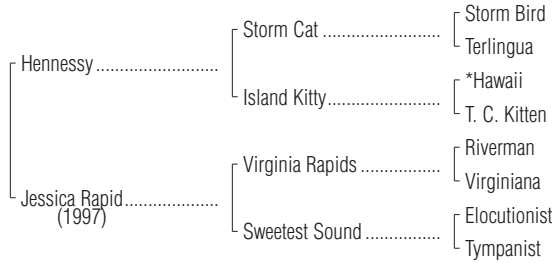 Storm Bird
Storm Cat ........................
Terlingua
Hennessy .........................
*Hawaii
Island Kitty .......................
T. C. Kitten
Riverman
Virginia Rapids ................
Virginiana
Jessica Rapid ...................
(1997)
Elocutionist
Sweetest Sound ...............
Tympanist